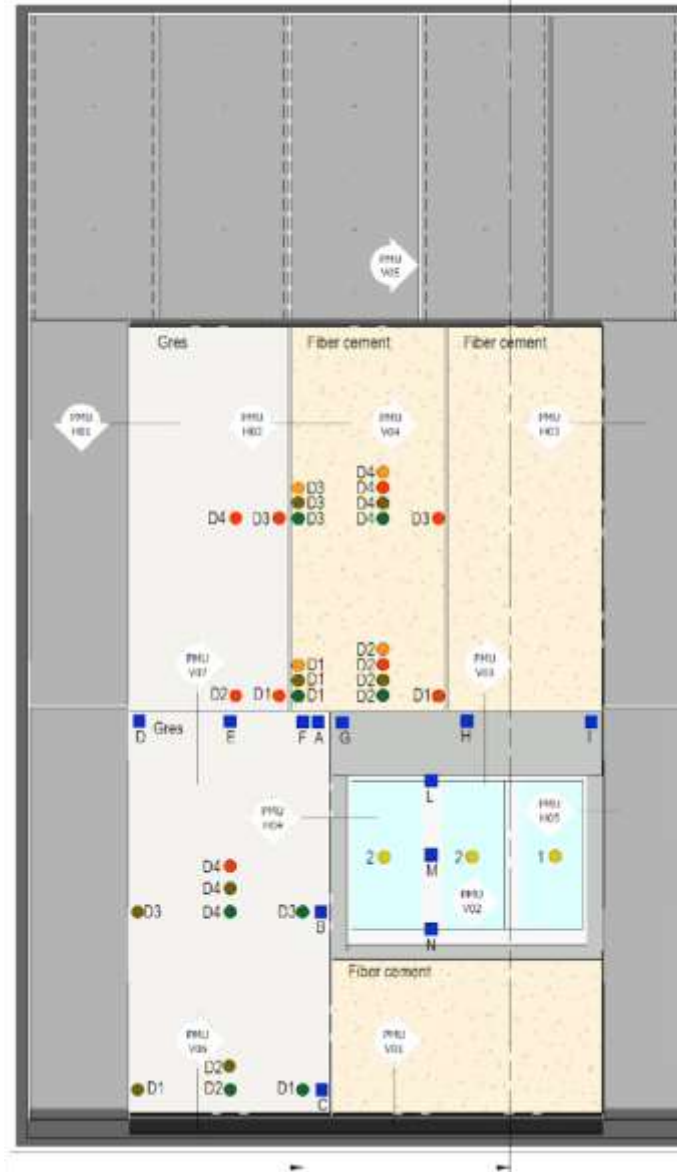 PMU
V05
Gres
Fiber cement
Fiber cement
PMU
H01
PMU
H02
PMU
V04
PMU
H03
D4
D3 D4
D3 D4
D4 D3 D3 D4 D3
PMU
V07
D2
PMU
V03
D1 D2
D1 D2
D2 D1 D1 D2 D1
D Gres E F A G H I
L
PMU
H04
PMU
H05
D4
2 M 2 1
D4
PMU
V02
D3 D4 D3
B
N
Fiber cement
PMU
V06
PMU
V01
D2
D1 D2 D1
C